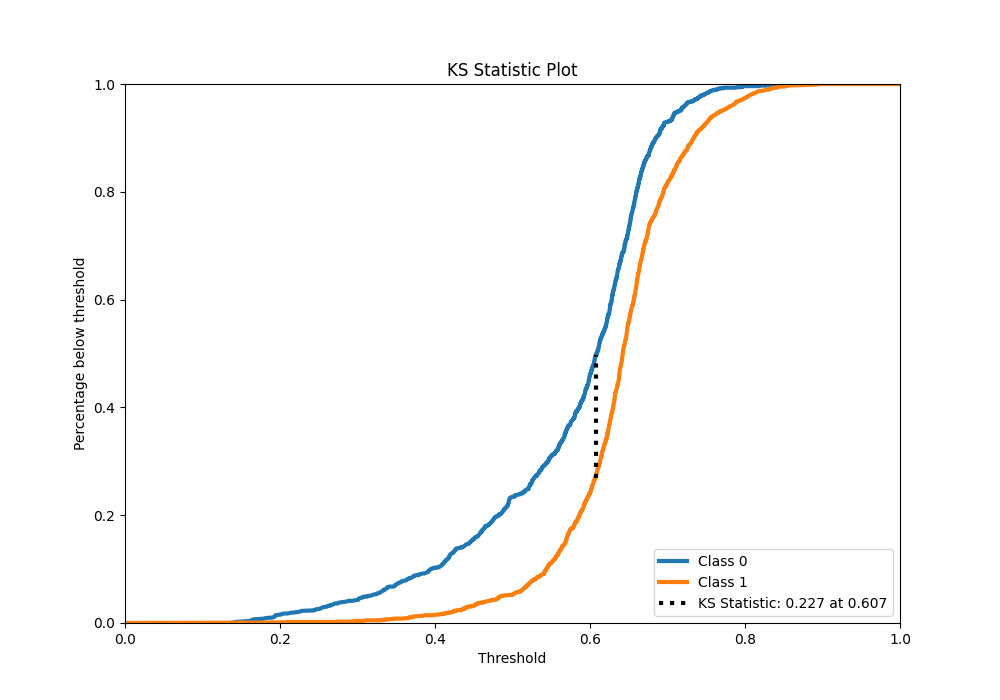 KS Statistic Plot
1.0
0.8
0.6
0.4
0.2
0.0
Percentage below threshold
0.0 0.2 0.4 0.6 0.8 1.0
Threshold
Class 0
Class 1
KS Statistic: 0.227 at 0.607